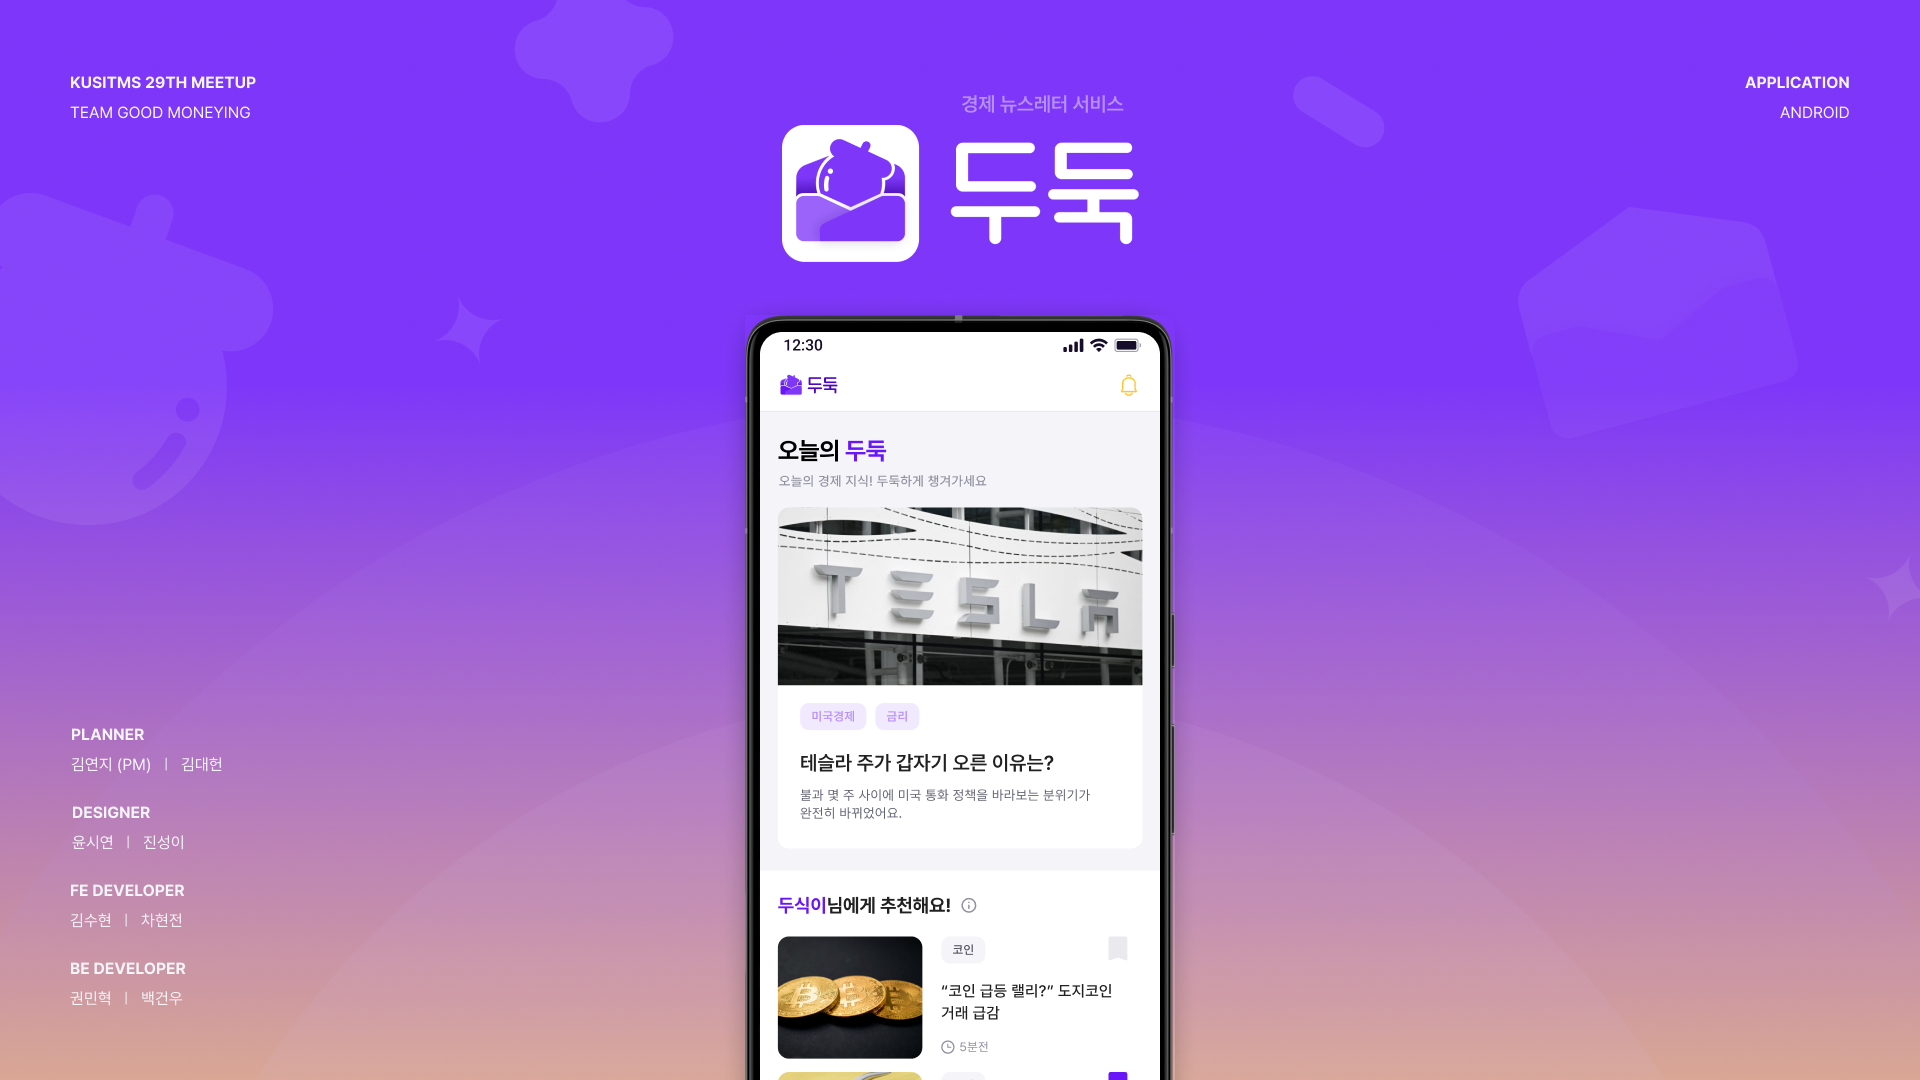 KUSITMS 29TH MEETUP
TEAM GOOD MONEYING
APPLICATION
ANDROID
경제 뉴스레터 서비스
두둑
12:30
두둑
오늘의 두둑
오늘의 경제 지식! 두둑하게 챙겨가세요
TESLA
미국경제 금리
테슬라 주가 갑자기 오른 이유는?
불과 몇 주 사이에 미국 통화 정책을 바라보는 분위기가
완전히 바뀌었어요.
두식이님에게 추천해요!
코인
“코인 급등 랠리?” 도지코인
거래 급감
5분전
PLANNER
김연지 (PM) | 김대헌
DESIGNER
윤시연 | 진성이
FE DEVELOPER
김수현 | 차현전
BE DEVELOPER
권민혁 | 백건우